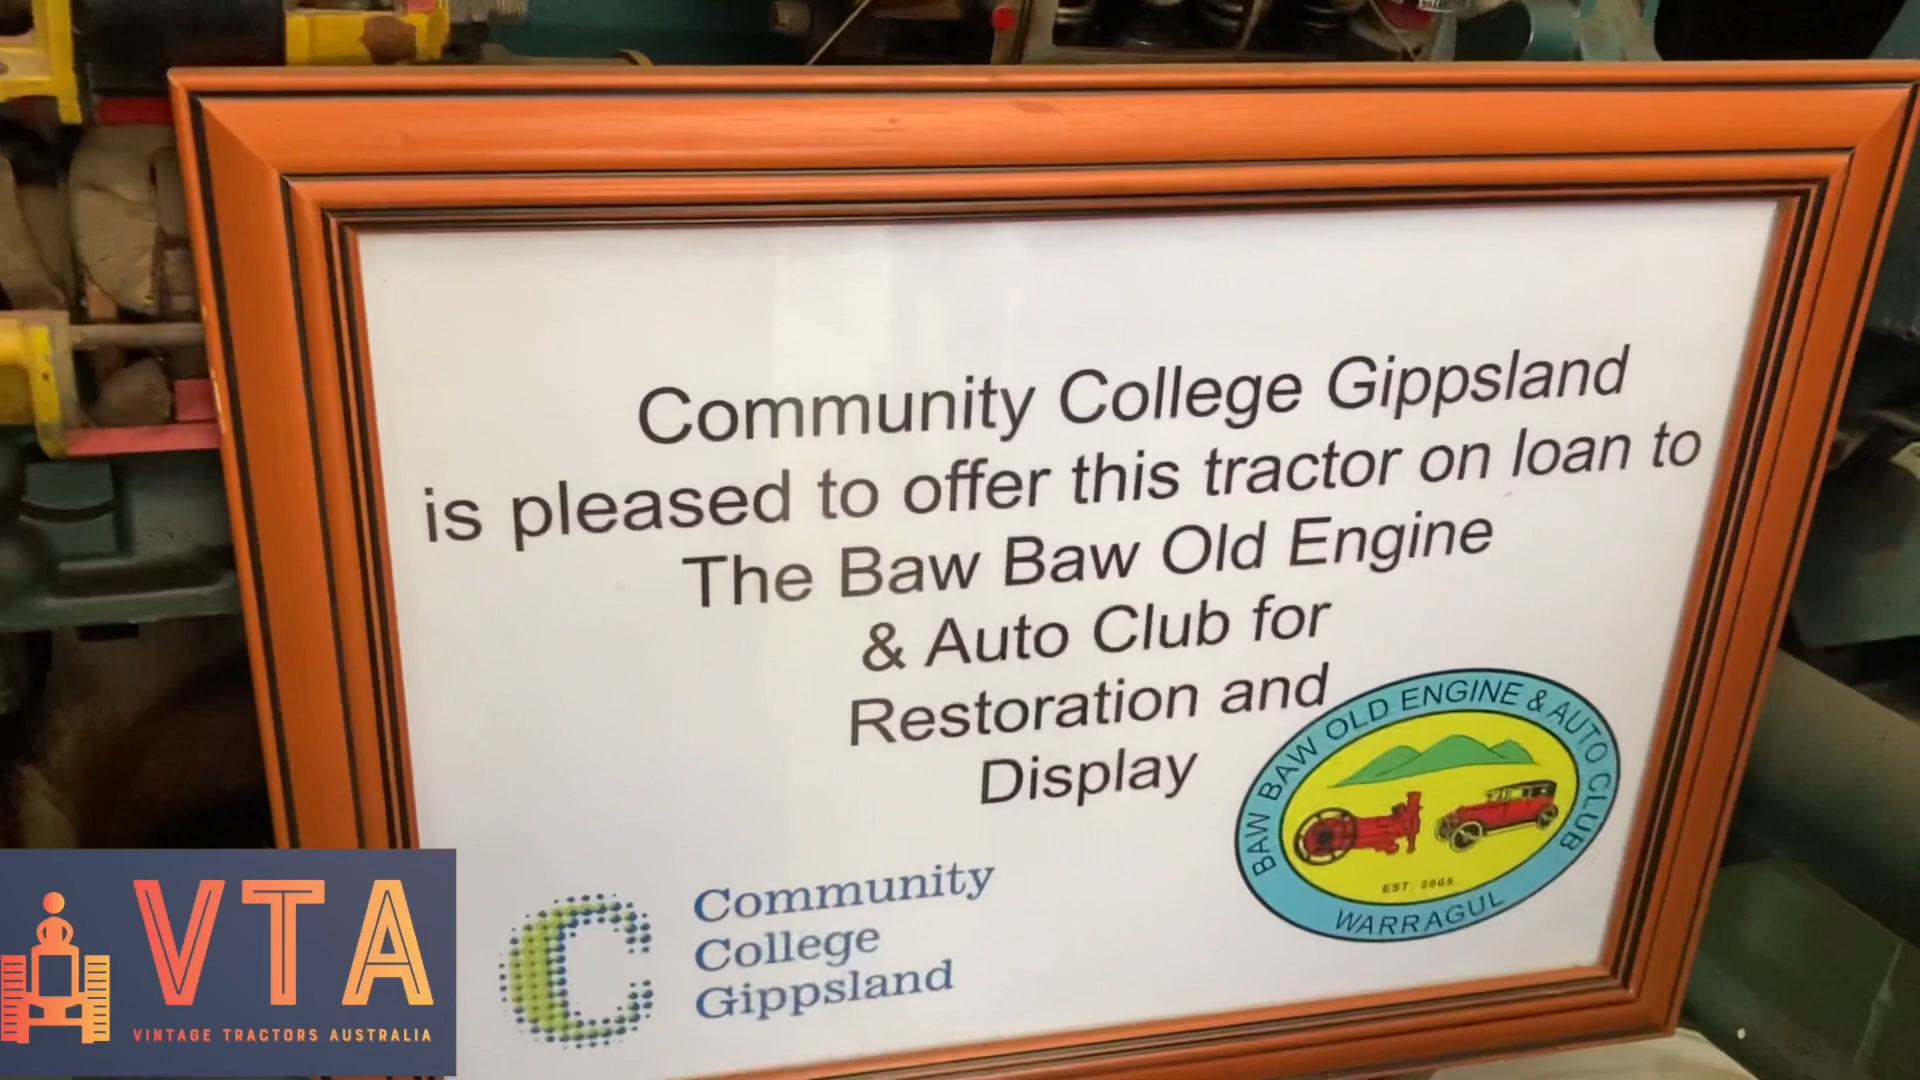 Community College Gippsland
is pleased to offer this tractor on loan to
The Baw Baw Old Engine
& Auto Club for
Restoration and
Display
Community
College
Gippsland
BAW BAW OLD ENGINE & AUTO CLUB
EST. 2005
WARRAGUL
VTA
VINTAGE TRACTORS AUSTRALIA